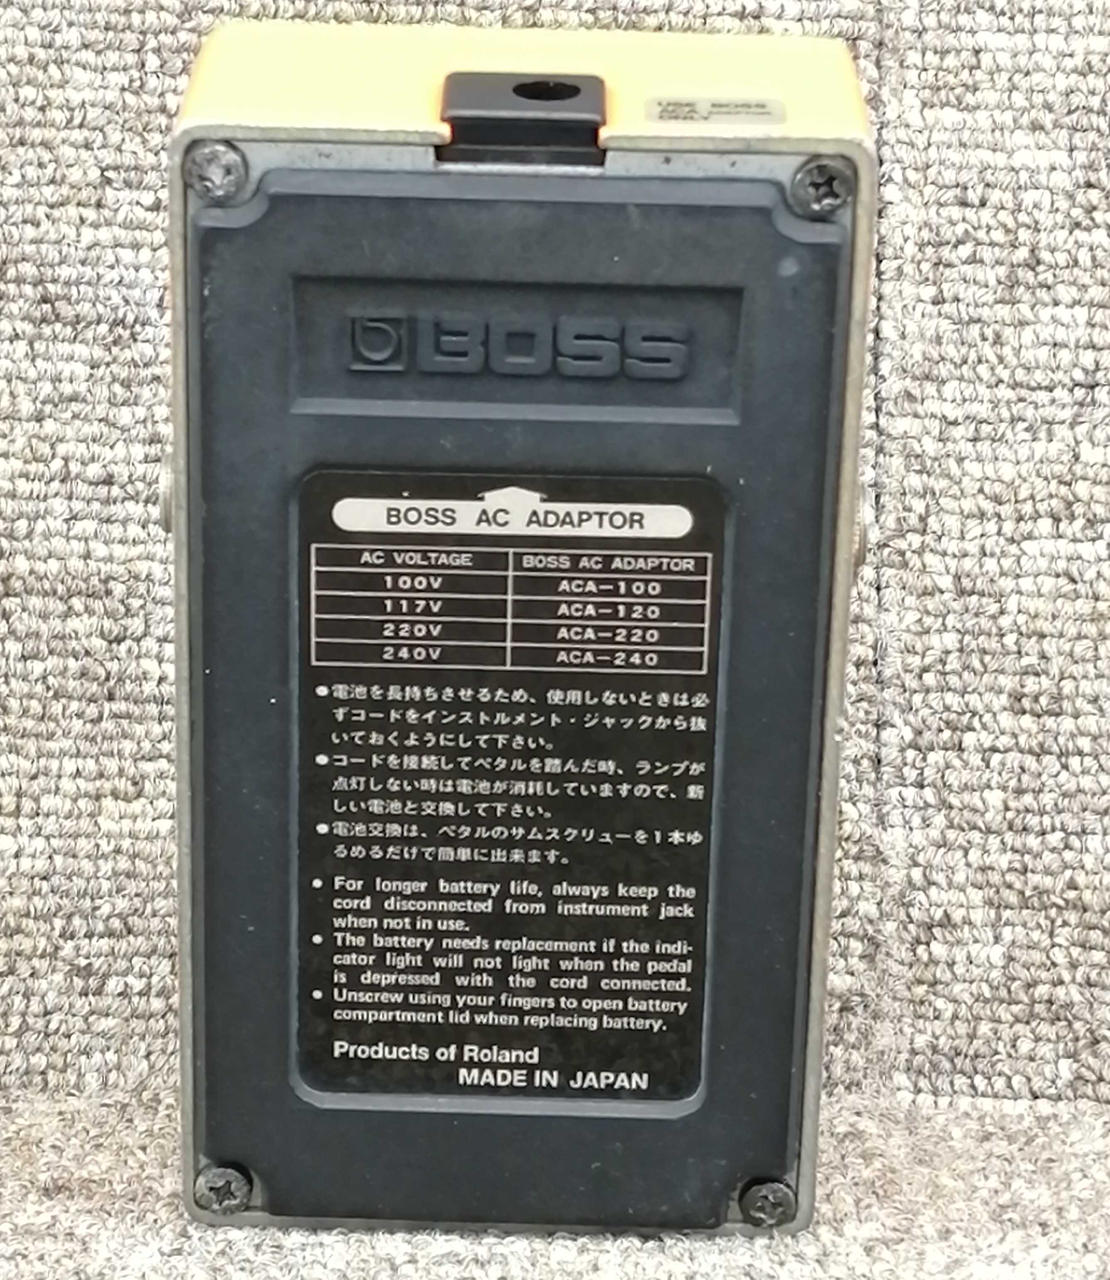 USE BOSS
ACA ADAPTOR
ONLY
BOSS
BOSS AC ADAPTOR
AC VOLTAGE BOSS AC ADAPTOR
100V ACA-100
117V ACA-120
220V ACA-220
240V ACA-240
●電池を長持ちさせるため、使用しないときは必
ずコードをインストルメント・ジャックから抜
いておくようにして下さい。
●コードを接続してペタルを踏んだ時、ランプが
点灯しない時は電池が消耗していますので、新
しい電池と交換して下さい。
●電池交換は、ペタルのサムスクリューを1本ゆ
るめるだけで簡単に出来ます。
● For longer battery life, always keep the
cord disconnected from instrument jack
when not in use.
● The battery needs replacement if the indi-
cator light will not light when the pedal
is depressed with the cord connected.
● Unscrew using your fingers to open battery
compartment lid when replacing battery.
Products of Roland
MADE IN JAPAN